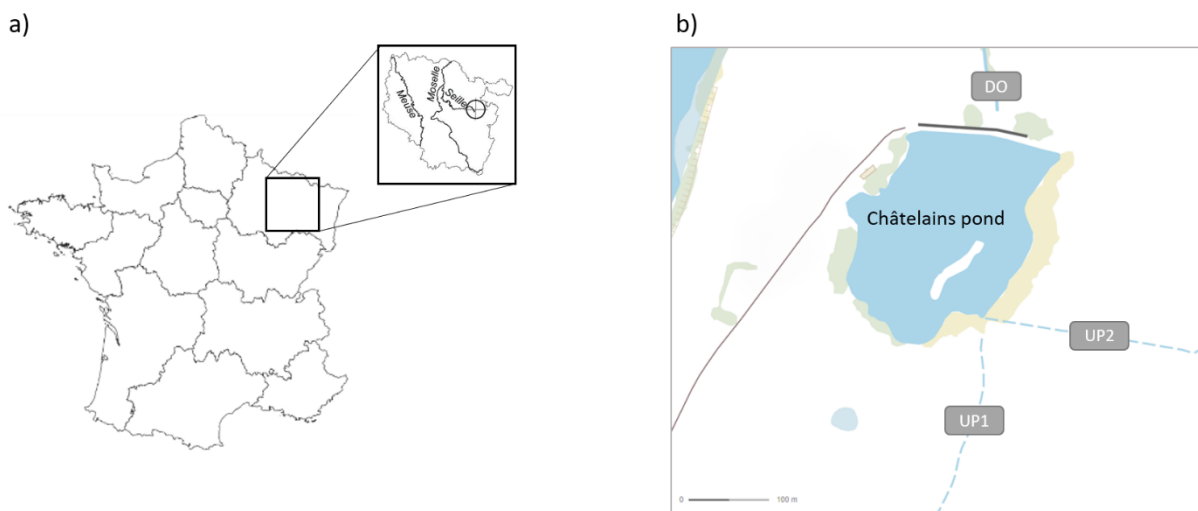 a)
Meuse
Moselle
Seille
b)
DO
Châtelains pond
UP2
UP1
0 100 m